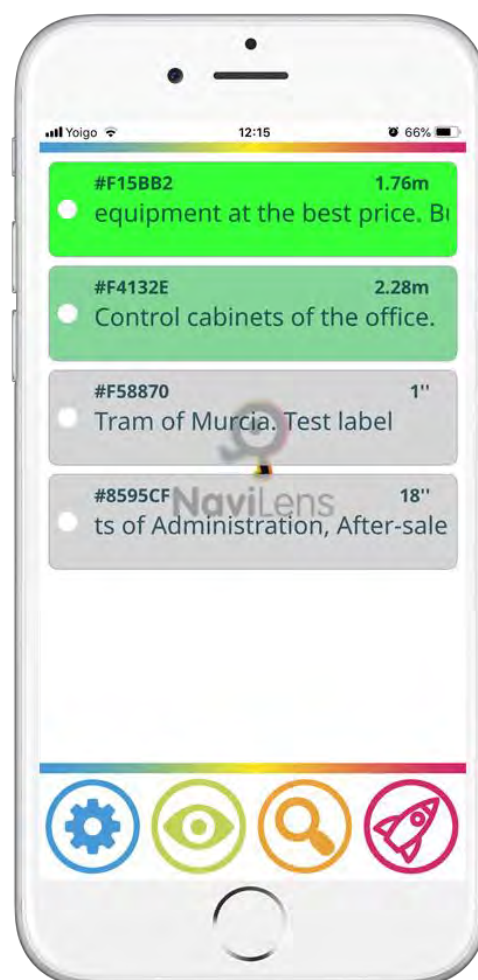 Yoigo 12:15 66%
#F15BB2 1.76m
equipment at the best price. Bu
#F4132E 2.28m
Control cabinets of the office.
#F58870 1''
Tram of Murcia. Test label
#8595CF 18''
NaviLens
ts of Administration, After-sale